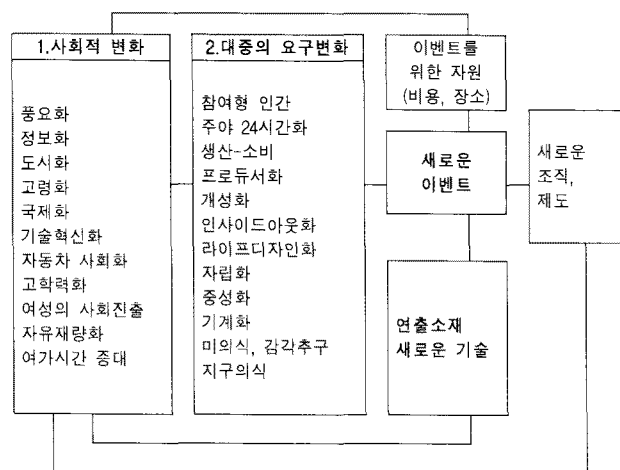 1.사회적 변화
풍요화
정보화
도시화
고령화
국제화
기술혁신화
자동차 사회화
고학력화
여성의 사회진출
자유재량화
여가시간 증대
2.대중의 요구변화
참여형 인간
주야 24시간화
생산-소비
프로듀서화
개성화
인사이드아웃화
라이프디자인화
자립화
중성화
기계화
미의식, 감각추구
지구의식
이벤트를
위한 자원
(비용, 장소)
새로운
이벤트
연출소재
새로운 기술
새로운
조직,
제도